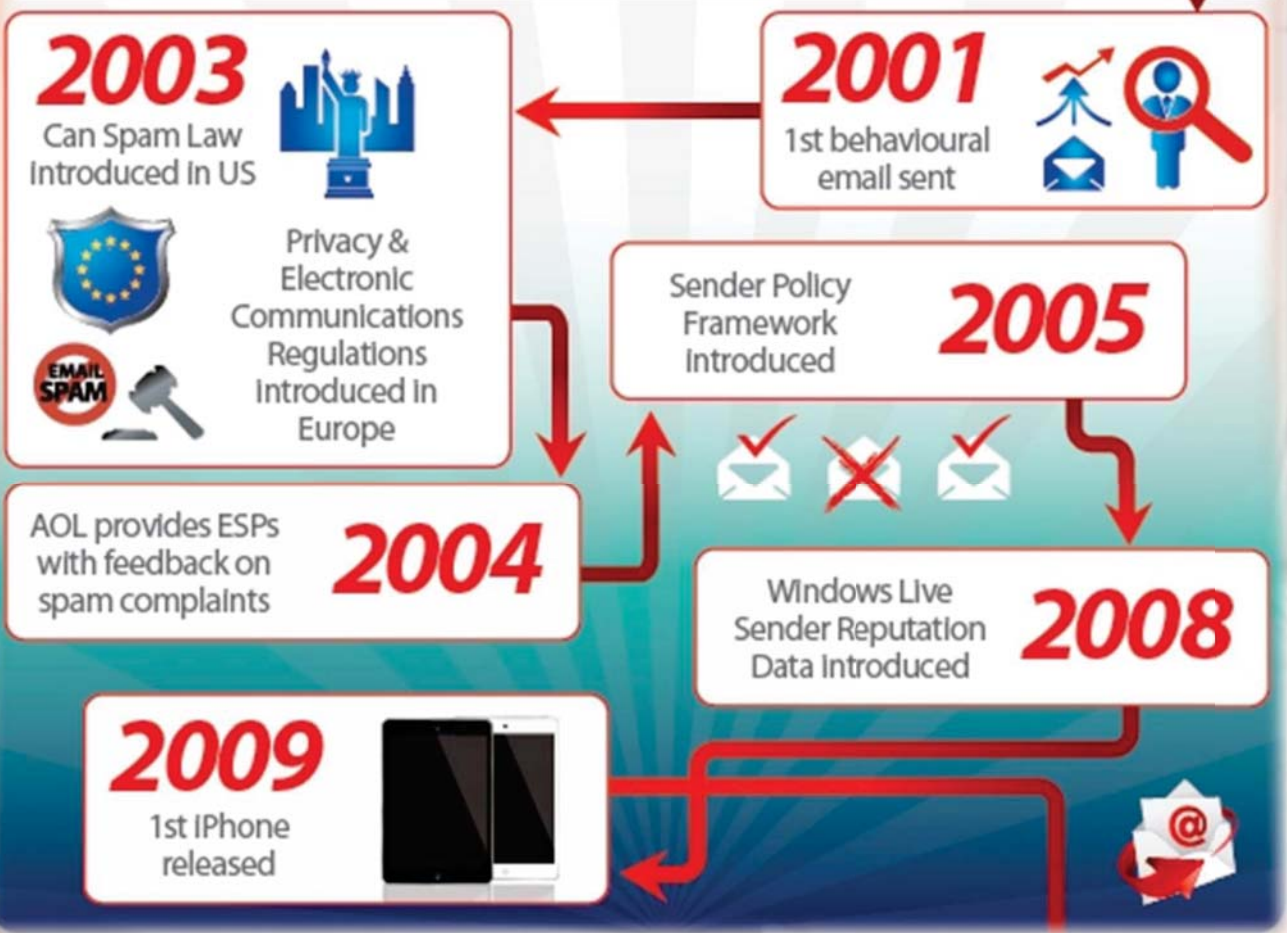 2001
1st behavioural
email sent
2003
Can Spam Law
introduced in US
Privacy &
Electronic
Communications
Regulations
introduced in
Europe
EMAIL
SPAM
AOL provides ESPs
with feedback on
spam complaints
2004
Sender Policy
Framework
Introduced
2005
Windows Live
Sender Reputation
Data Introduced
2008
2009
1st iPhone
released
@